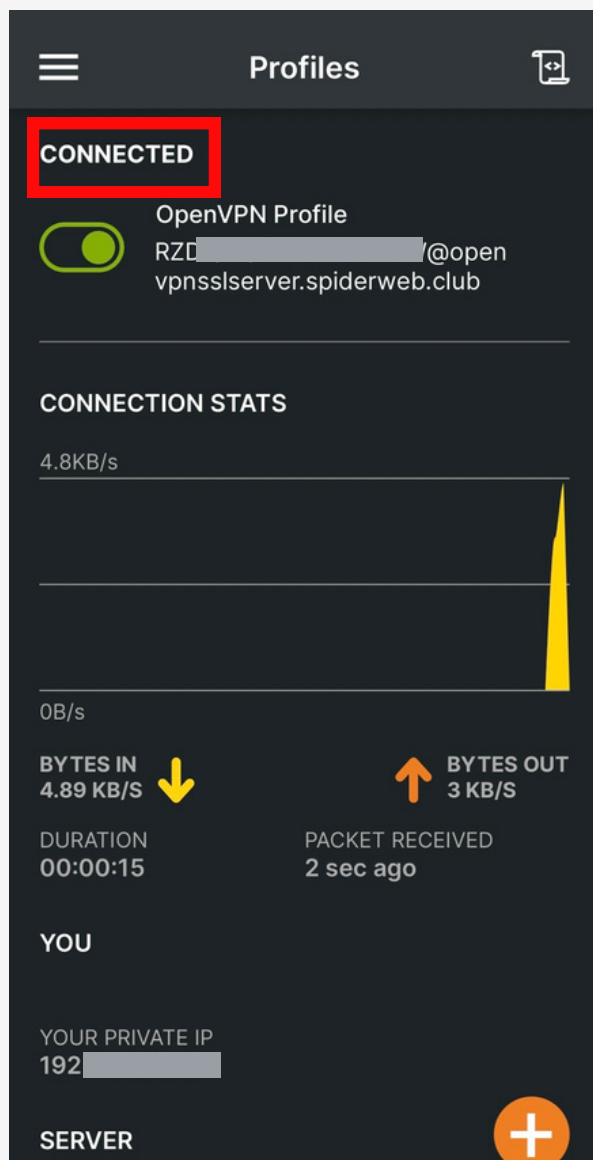 Profiles
CONNECTED
OpenVPN Profile
RZD /@open
vpnsslserver.spiderweb.club
CONNECTION STATS
4.8KB/s
0B/s
BYTES IN
4.89 KB/S
BYTES OUT
3 KB/S
DURATION
00:00:15
PACKET RECEIVED
2 sec ago
YOU
YOUR PRIVATE IP
192
SERVER